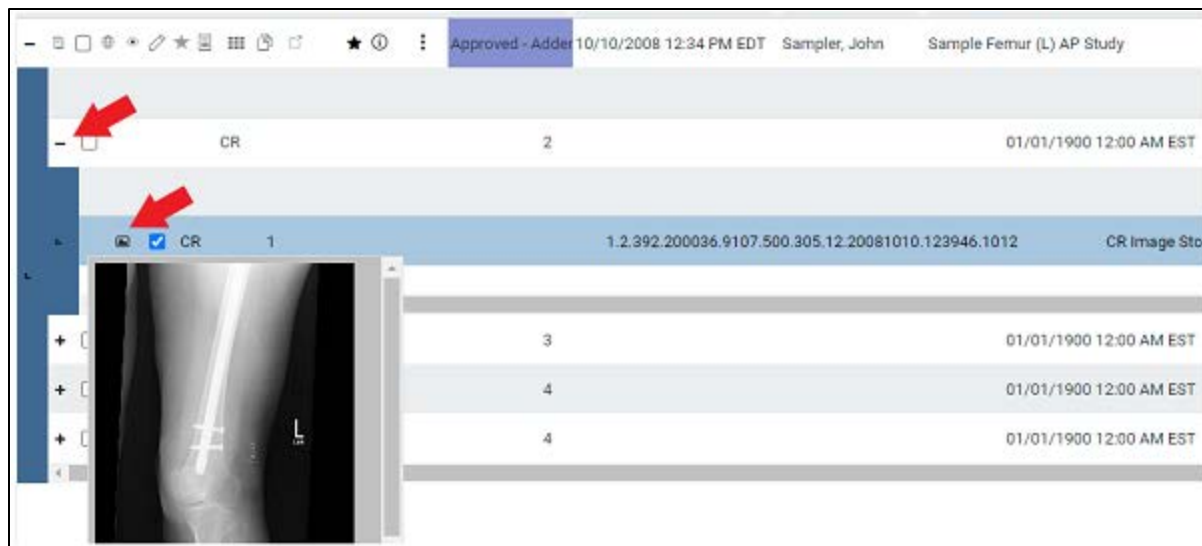 Approved - Adder 10/10/2008 12:34 PM EDT Sampler, John Sample Femur (L) AP Study
CR 2 01/01/1900 12:00 AM EST
CR 1 1.2.392.200036.9107.500.305.12.20081010.123946.1012 CR Image Sto
L
3 01/01/1900 12:00 AM EST
4 01/01/1900 12:00 AM EST
4 01/01/1900 12:00 AM EST